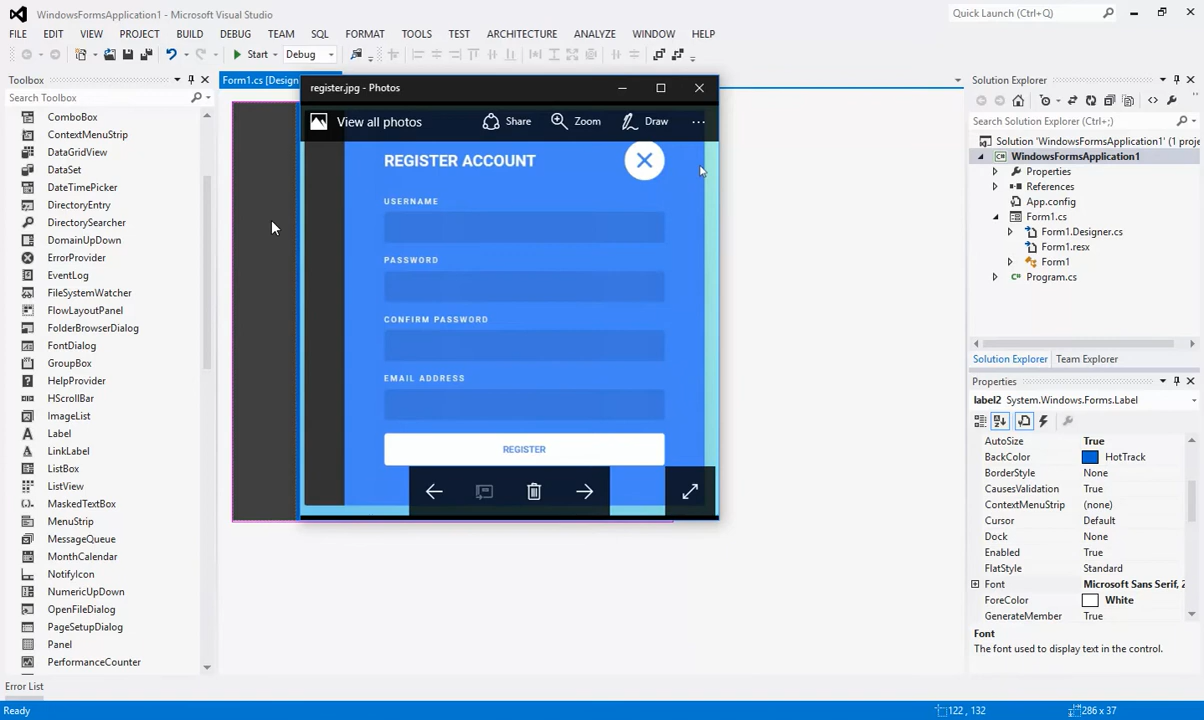 WindowsFormsApplication1 - Microsoft Visual Studio
Quick Launch (Ctrl+Q)
FILE EDIT VIEW PROJECT BUILD DEBUG TEAM SQL FORMAT TOOLS TEST ARCHITECTURE ANALYZE WINDOW HELP
Start Debug
Toolbox
Search Toolbox
ComboBox
ContextMenuStrip
DataGridView
DataSet
DateTimePicker
DirectoryEntry
DirectorySearcher
DomainUpDown
ErrorProvider
EventLog
FileSystemWatcher
FlowLayoutPanel
FolderBrowserDialog
FontDialog
GroupBox
HelpProvider
HScrollBar
ImageList
Label
LinkLabel
ListBox
ListView
MaskedTextBox
MenuStrip
MessageQueue
MonthCalendar
NotifyIcon
NumericUpDown
OpenFileDialog
PageSetupDialog
Panel
PerformanceCounter
Error List
Ready
Form1.cs [Design
register.jpg - Photos
View all photos Share Zoom Draw
REGISTER ACCOUNT
USERNAME
PASSWORD
CONFIRM PASSWORD
EMAIL ADDRESS
REGISTER
Solution Explorer
Search Solution Explorer (Ctrl+;)
Solution 'WindowsFormsApplication1' (1 proje
WindowsFormsApplication1
Properties
References
App.config
Form1.cs
Form1.Designer.cs
Form1.resx
Form1
Program.cs
Solution Explorer Team Explorer
Properties
label2 System.Windows.Forms.Label
AutoSize True
BackColor HotTrack
BorderStyle None
CausesValidation True
ContextMenuStrip (none)
Cursor Default
Dock None
Enabled True
FlatStyle Standard
Font Microsoft Sans Serif, 2
ForeColor White
GenerateMember True
Font
The font used to display text in the control.
122 , 132
286 x 37